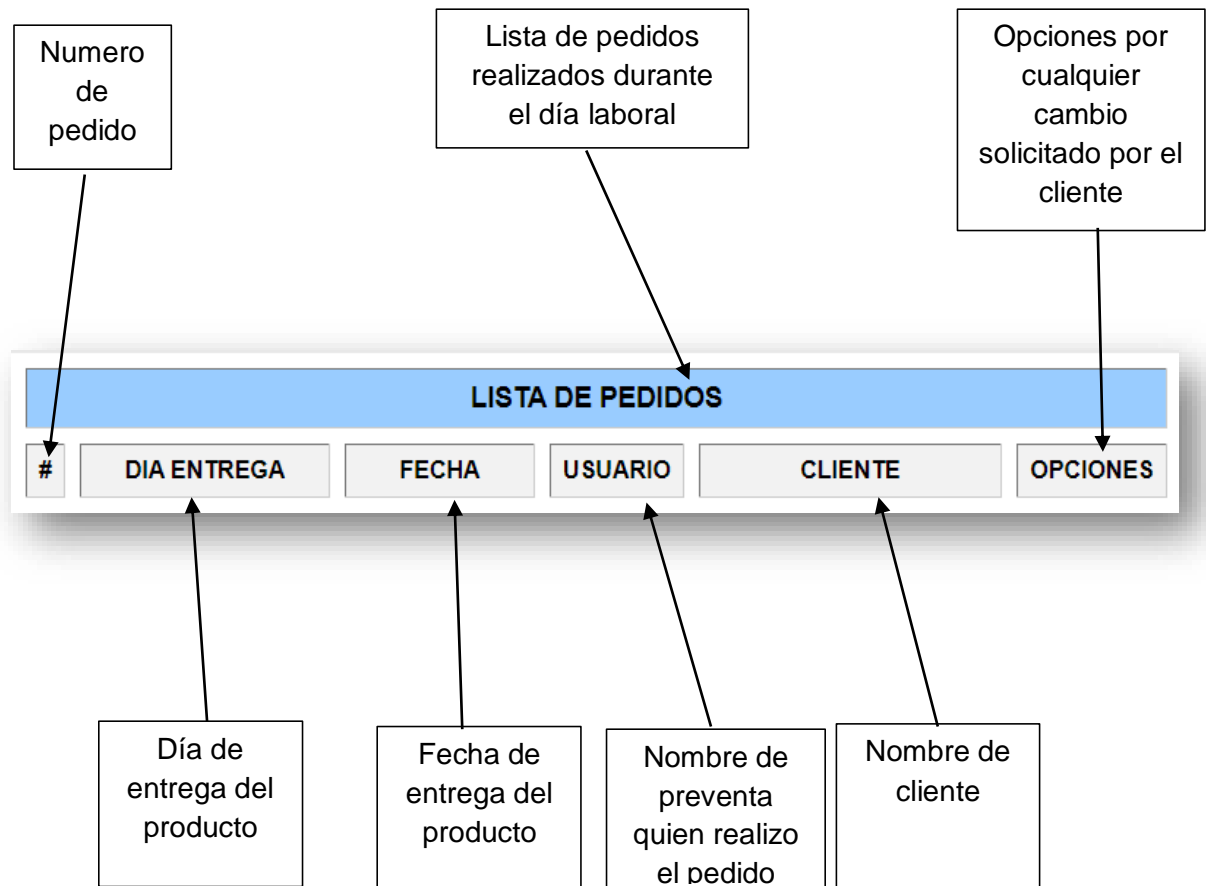 Numero
de
pedido
Lista de pedidos
realizados durante
el día laboral
Opciones por
cualquier
cambio
solicitado por el
cliente
LISTA DE PEDIDOS
# DIA ENTREGA FECHA USUARIO CLIENTE OPCIONES
Día de
entrega del
producto
Fecha de
entrega del
producto
Nombre de
preventa
quien realizo
el pedido
Nombre de
cliente